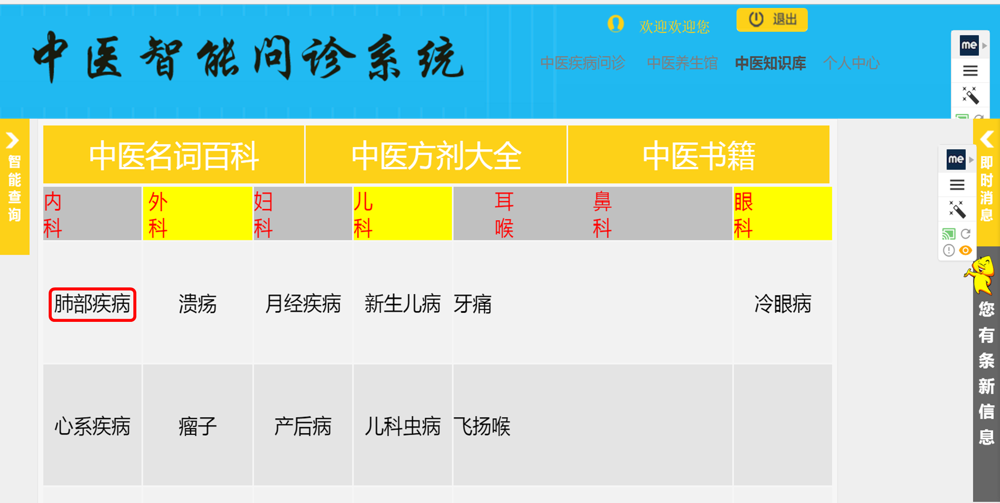 中医智能问诊系统
欢迎欢迎您
退出
中医疾病问诊 中医养生馆 中医知识库 个人中心
me
智能查询
中医名词百科 中医方剂大全 中医书籍
me
即时消息
内科 外科 妇科 儿科 耳鼻喉科 眼科
肺部疾病 溃疡 月经疾病 新生儿病 牙痛 冷眼病
心系疾病 瘤子 产后病 儿科虫病 飞扬喉
您有条新信息